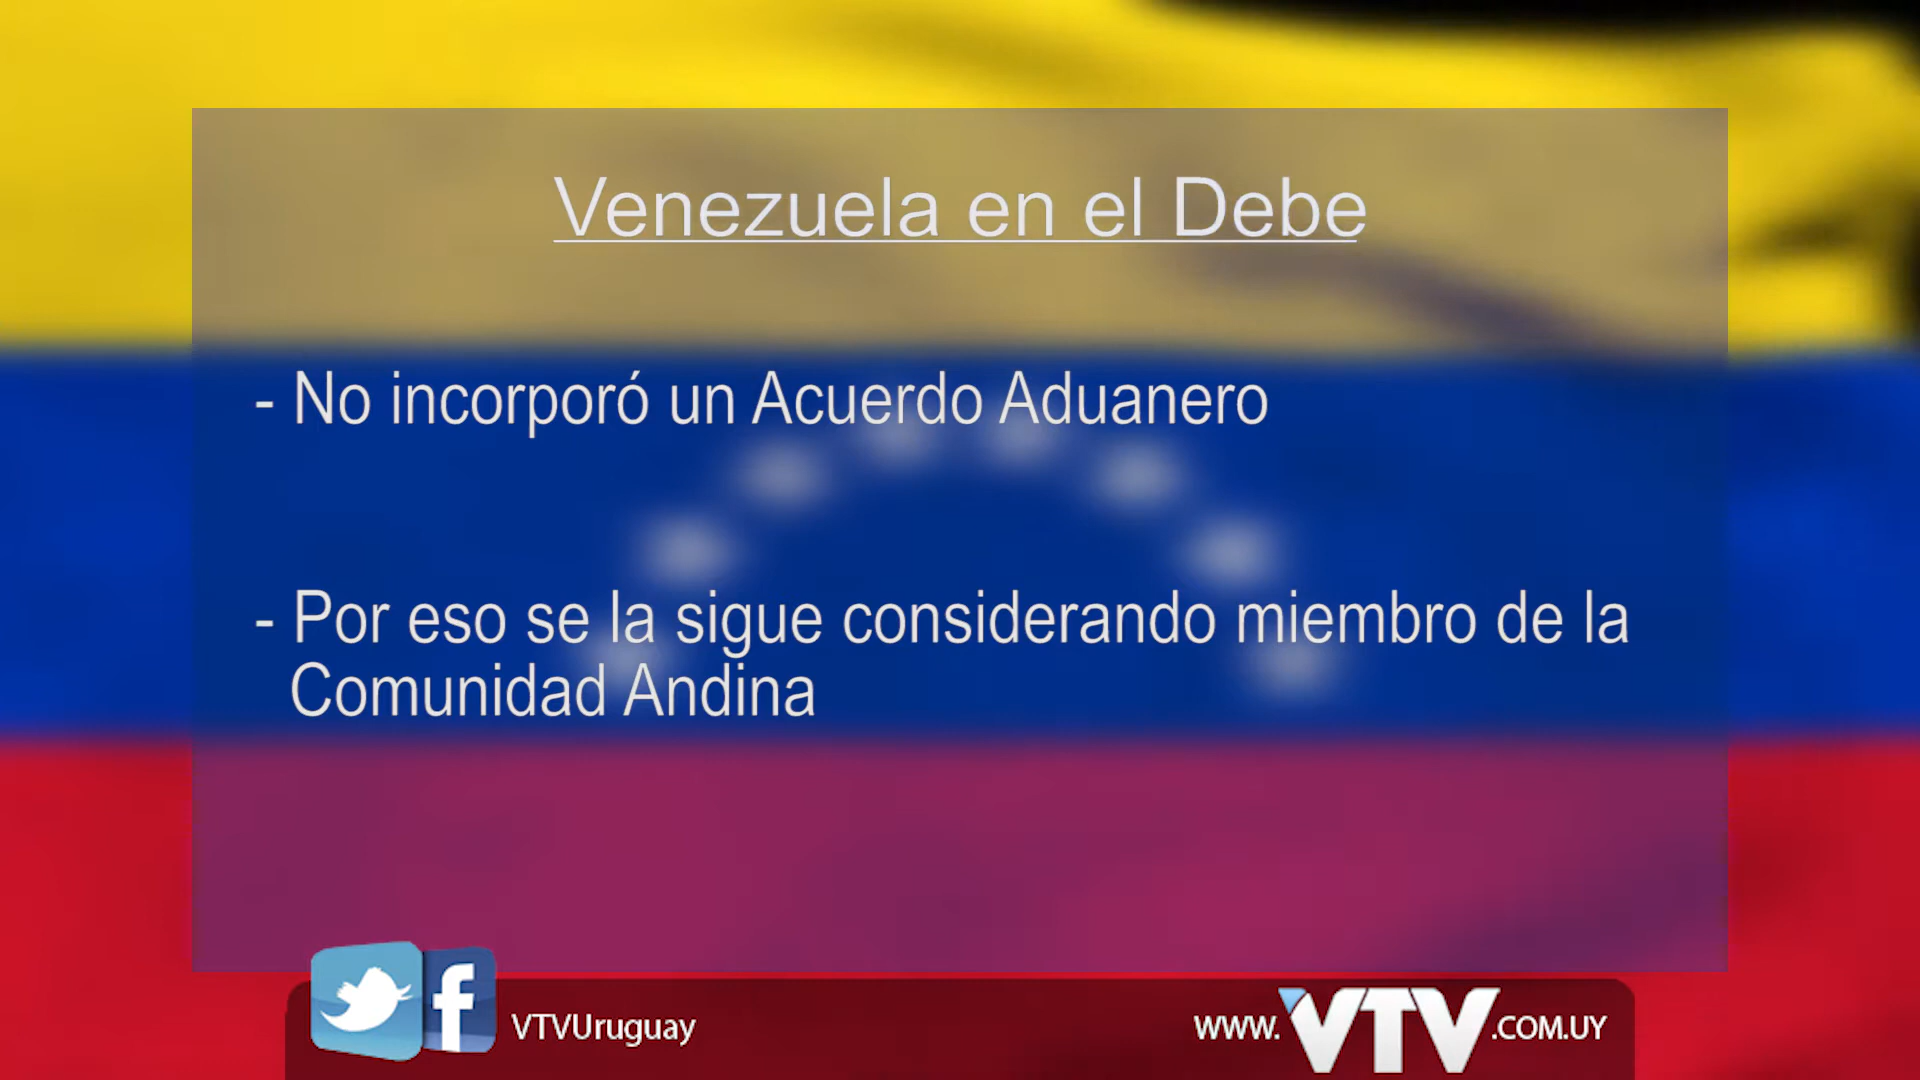 Venezuela en el Debe
- No incorporó un Acuerdo Aduanero
- Por eso se la sigue considerando miembro de la
Comunidad Andina
VTVUruguay
WWW.VTV.COM.UY